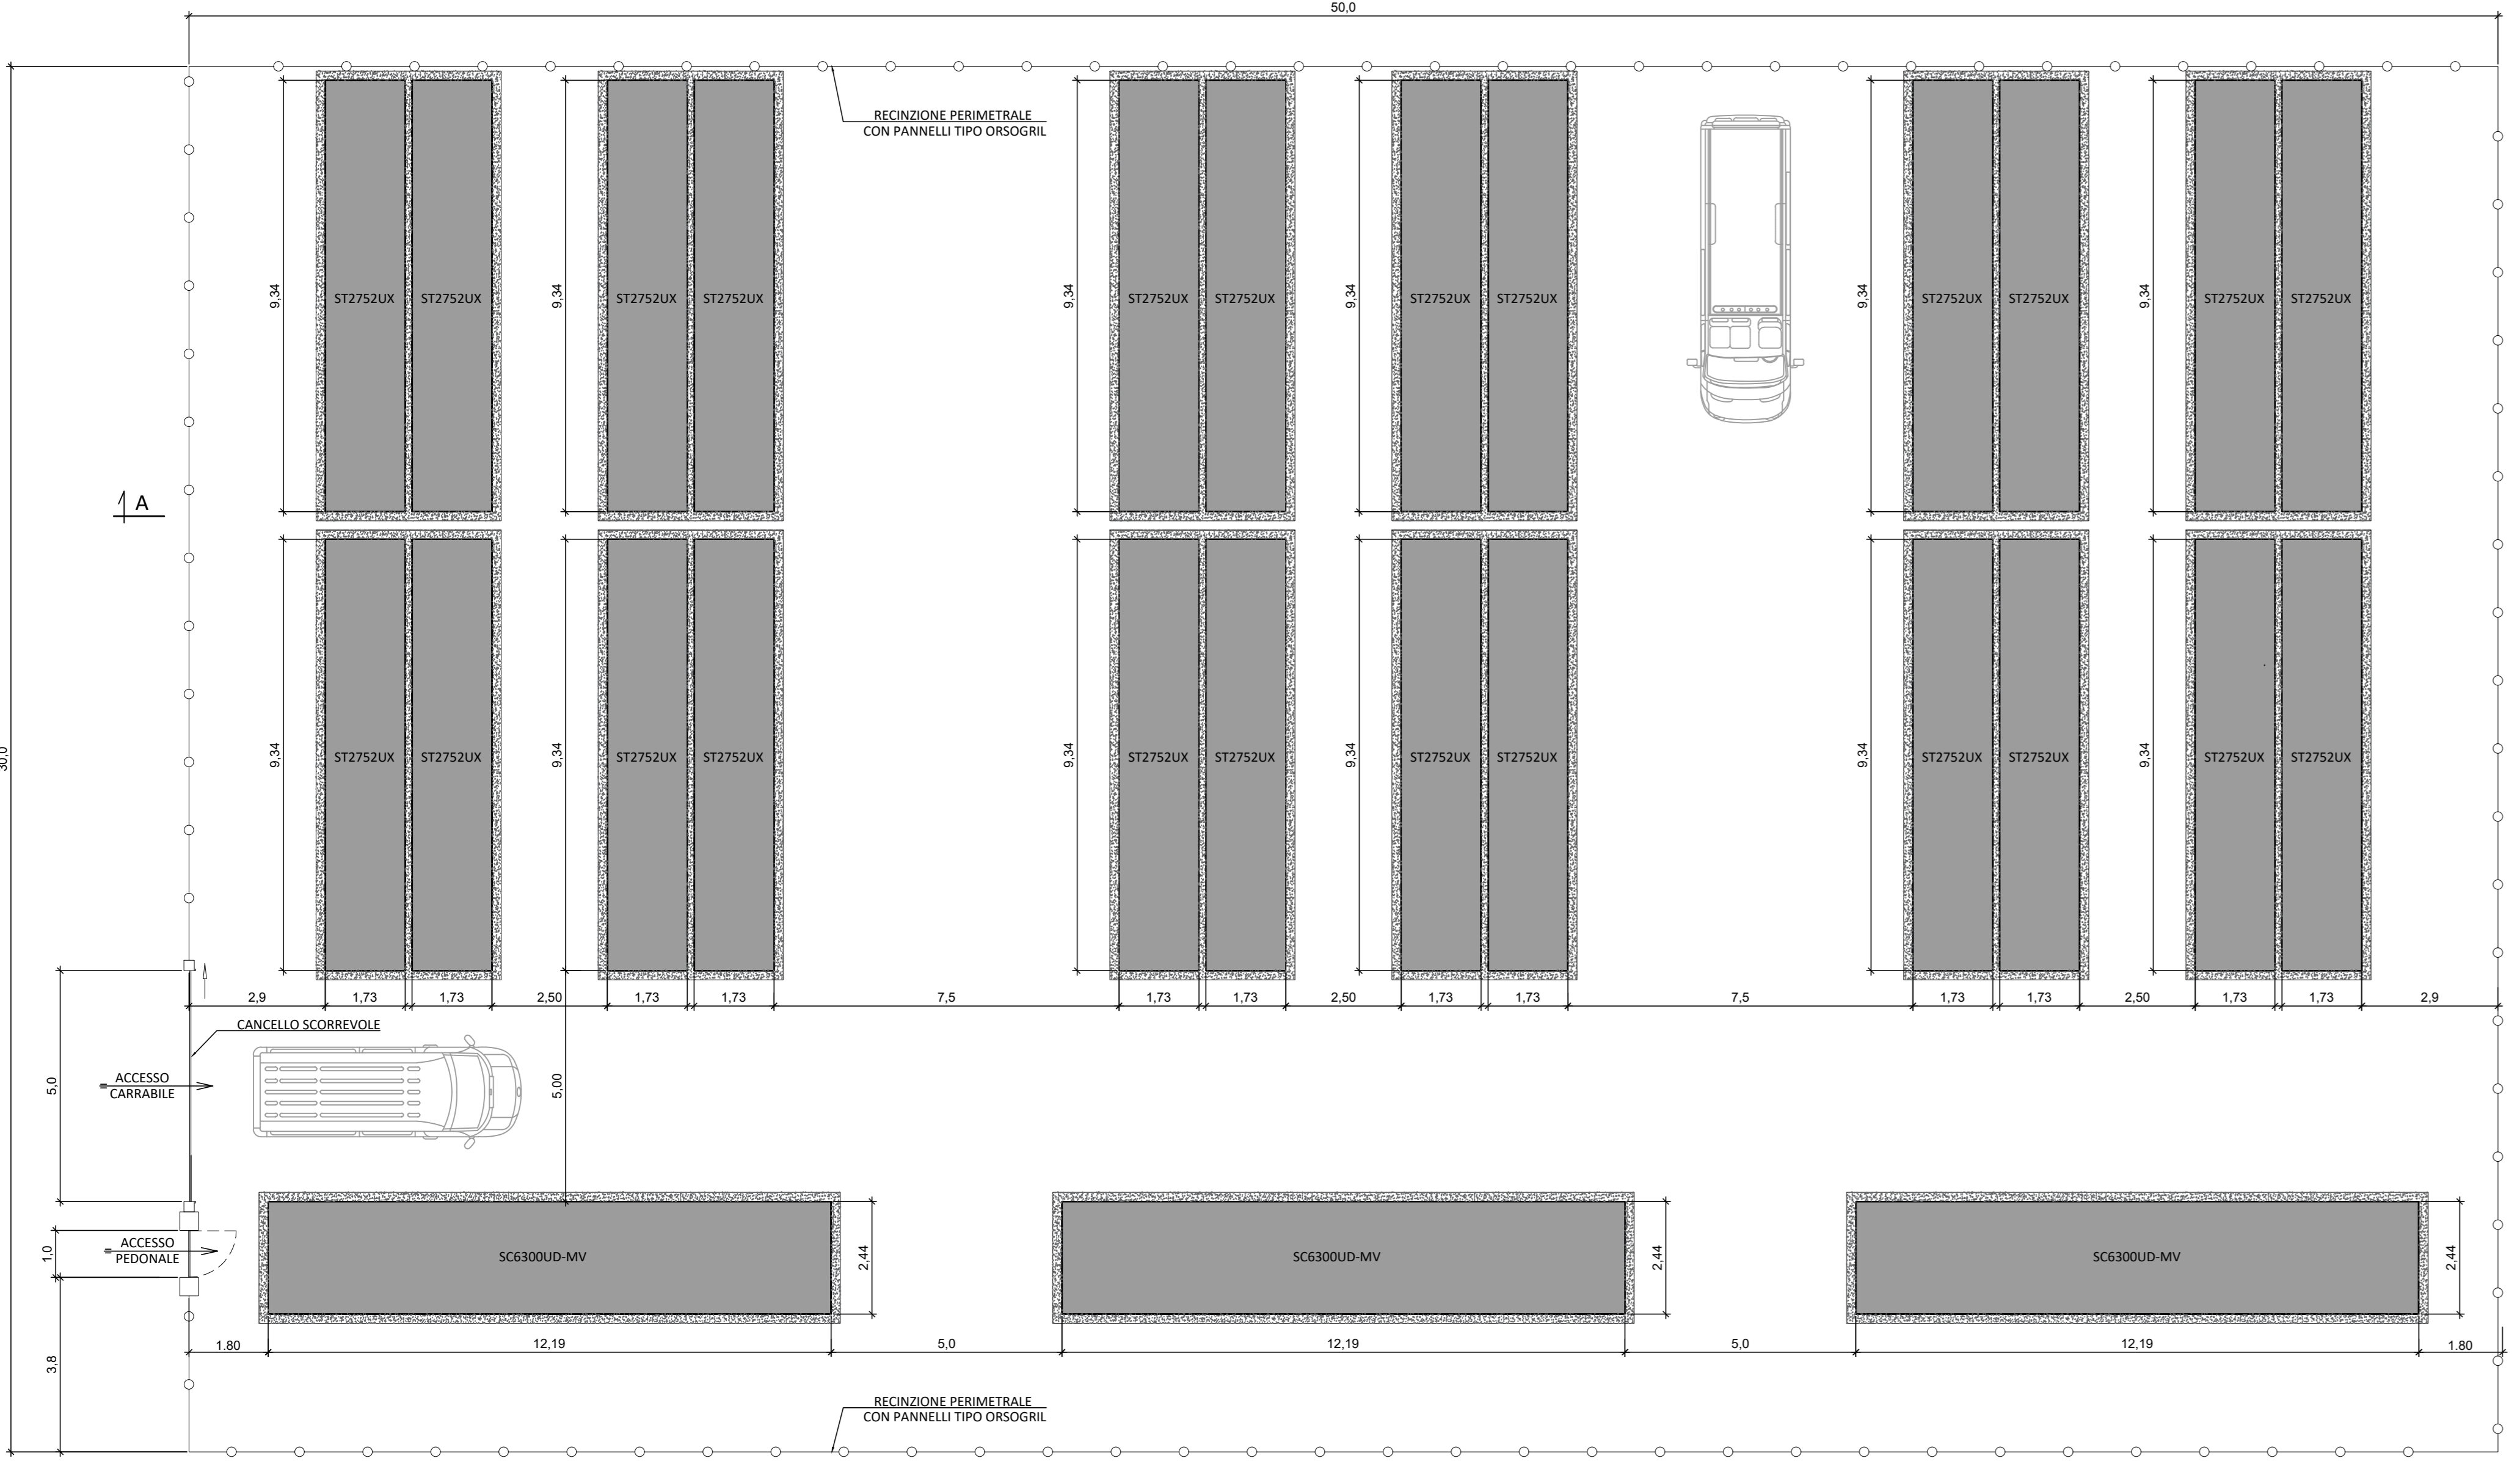 50,0
RECINZIONE PERIMETRALE
CON PANNELLI TIPO ORSOGRIL
9,34 ST2752UX ST2752UX 9,34 ST2752UX ST2752UX 9,34 ST2752UX ST2752UX 9,34 ST2752UX ST2752UX 9,34 ST2752UX ST2752UX 9,34 ST2752UX ST2752UX
A
30,0
9,34 ST2752UX ST2752UX 9,34 ST2752UX ST2752UX 9,34 ST2752UX ST2752UX 9,34 ST2752UX ST2752UX 9,34 ST2752UX ST2752UX 9,34 ST2752UX ST2752UX
2,9 1,73 1,73 2,50 1,73 1,73 7,5 1,73 1,73 2,50 1,73 1,73 7,5 1,73 1,73 2,50 1,73 1,73 2,9
CANCELLO SCORREVOLE
5,0
ACCESSO
CARRABILE
5,00
1,0
ACCESSO
PEDONALE
SC6300UD-MV 2,44 SC6300UD-MV 2,44 SC6300UD-MV 2,44
1.80 12,19 5,0 12,19 5,0 12,19 1.80
3,8
RECINZIONE PERIMETRALE
CON PANNELLI TIPO ORSOGRIL